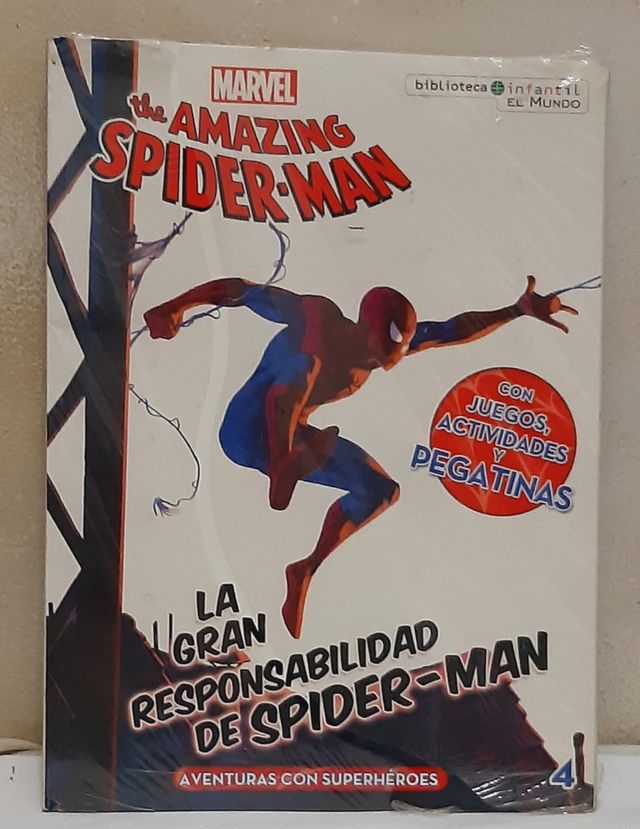 MARVEL
biblioteca infantil
EL MUNDO
the AMAZING
SPIDER-MAN
CON
JUEGOS,
ACTIVIDADES
Y
PEGATINAS
LA
GRAN
RESPONSABILIDAD
DE SPIDER-MAN
AVENTURAS CON SUPERHÉROES
4